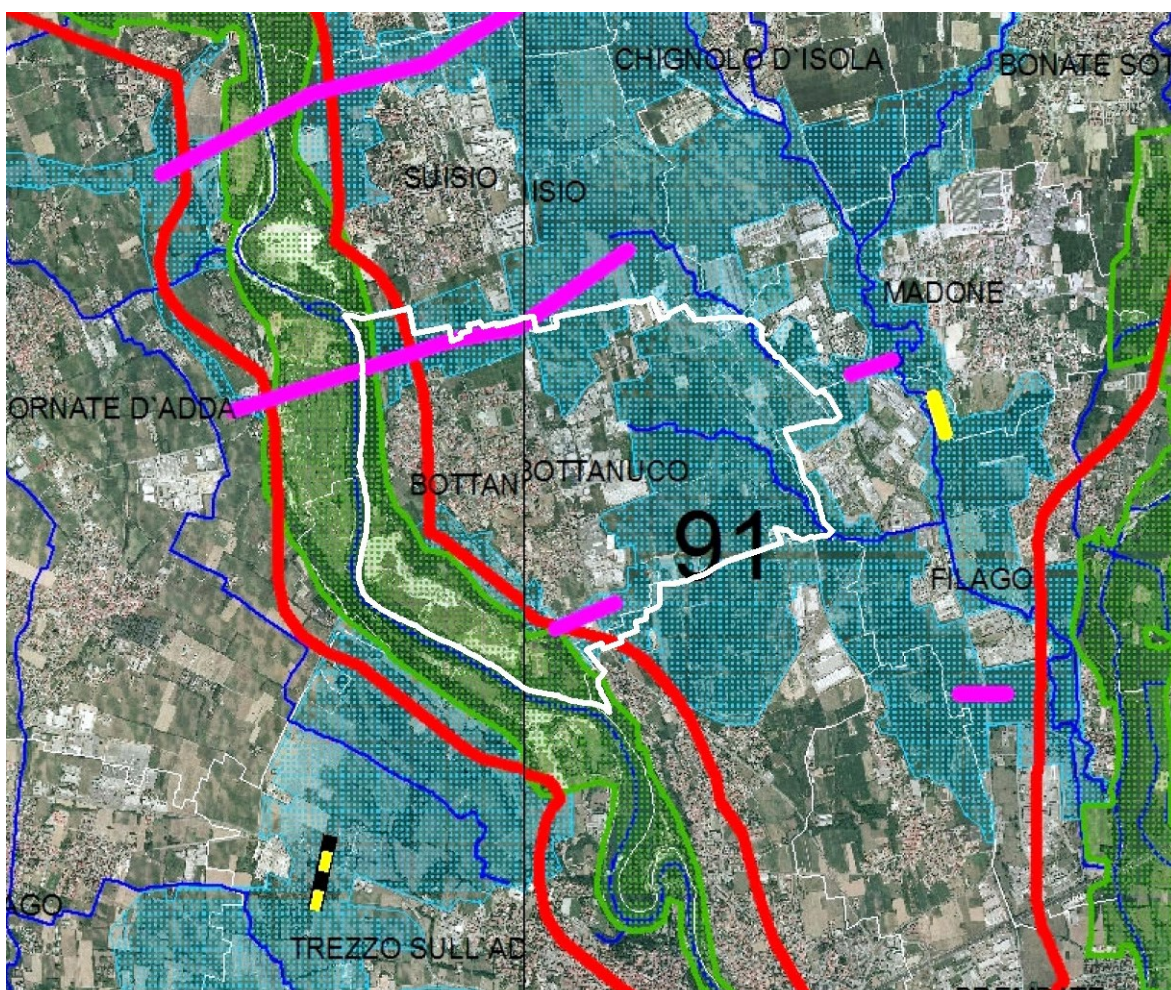 CHIGNOLO D'ISOLA
BONATE SOT
SUISIO
ISIO
MADONE
ORNATE D'ADDA
BOTTAN
BOTTANUCO
91
FILAGO
AGO
TREZZO SULL'AD